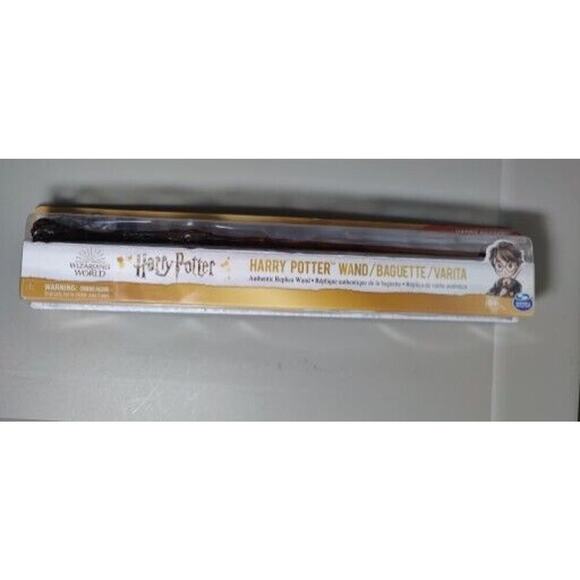 WIZARDING
WORLD
Harry Potter
HARRY POTTER™ WAND/BAGUETTE/VARITA
Authentic Replica Wand • Réplique authentique de la baguette • Réplica de varita auténtica
WARNING: